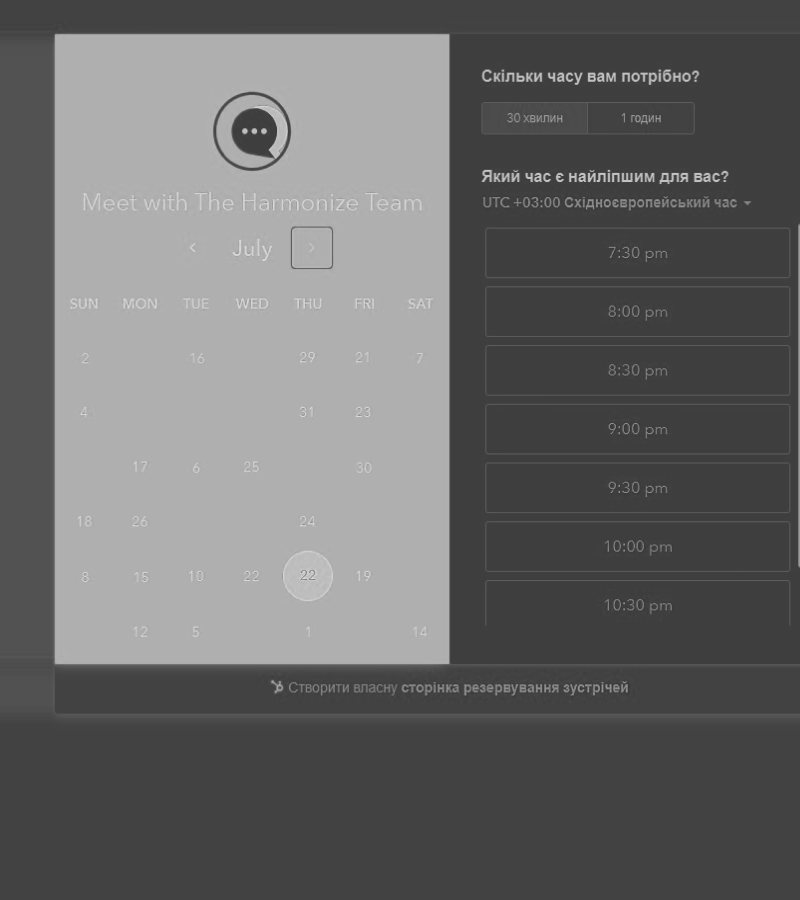 Meet with The Harmonize Team
July
SUN MON TUE WED THU FRI SAT
2 16 29 21 7
4 31 23
17 6 25 30
18 26 24
8 15 10 22 22 19
12 5 1 14
Скільки часу вам потрібно?
30 хвилин 1 годин
Який час є найліпшим для вас?
UTC +03:00 Східноєвропейський час
7:30 pm
8:00 pm
8:30 pm
9:00 pm
9:30 pm
10:00 pm
10:30 pm
Створити власну сторінка резервування зустрічей